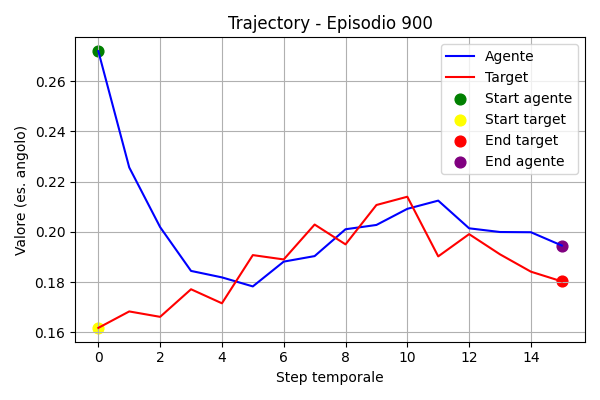 Trajectory - Episodio 900
Agente
Target
Start agente
Start target
End target
End agente
Valore (es. angolo)
0.26
0.24
0.22
0.20
0.18
0.16
0 2 4 6 8 10 12 14
Step temporale